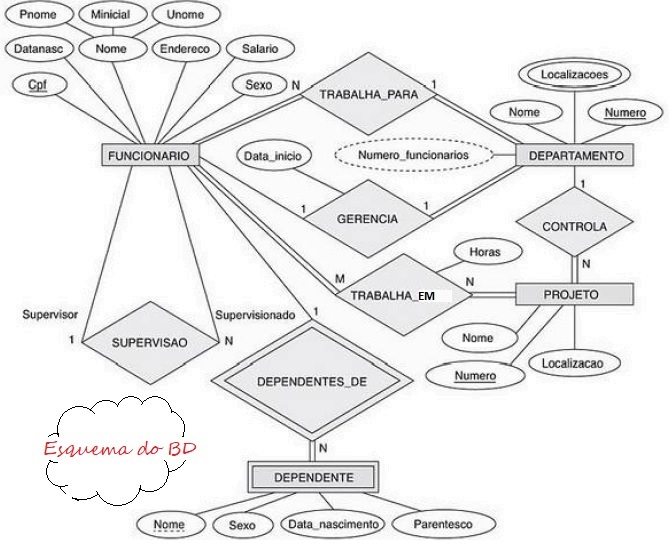 Pnome
Minicial
Unome
Datanasc
Nome
Endereco
Salario
Cpf
Sexo
N
TRABALHA_PARA
1
Localizacoes
Nome
Numero
FUNCIONARIO
Data_inicio
Numero_funcionarios
DEPARTAMENTO
1
1
GERENCIA
1
CONTROLA
N
Horas
M
TRABALHA_EM
N
PROJETO
Supervisor
1
SUPERVISAO
Supervisionado
N
1
Nome
Numero
Localizacao
DEPENDENTES_DE
N
Esquema do BD
DEPENDENTE
Nome
Sexo
Data_nascimento
Parentesco